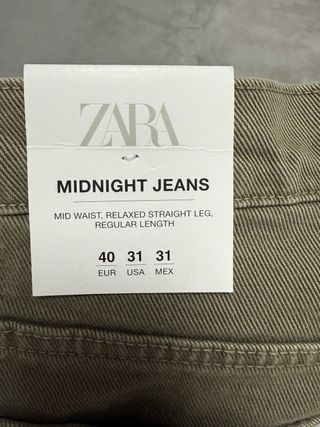 ZARA
MIDNIGHT JEANS
MID WAIST, RELAXED STRAIGHT LEG,
REGULAR LENGTH
40 31 31
EUR USA MEX